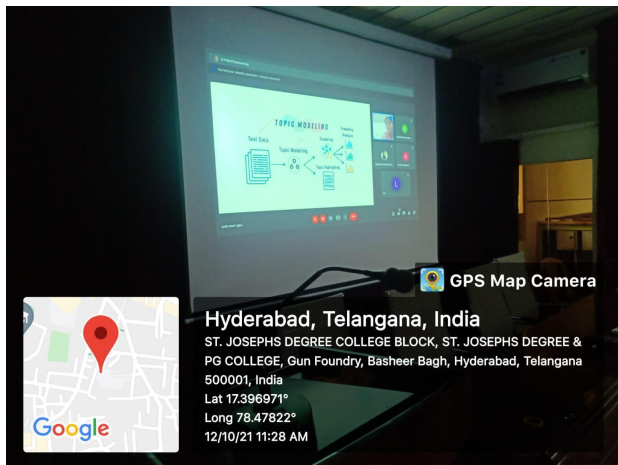 TOPIC MODELING
Text Docs
Topic Modeling
Clustering
GPS Map Camera
Google
Hyderabad, Telangana, India
ST. JOSEPHS DEGREE COLLEGE BLOCK, ST. JOSEPHS DEGREE &
PG COLLEGE, Gun Foundry, Basheer Bagh, Hyderabad, Telangana
500001, India
Lat 17.396971°
Long 78.47822°
12/10/21 11:28 AM